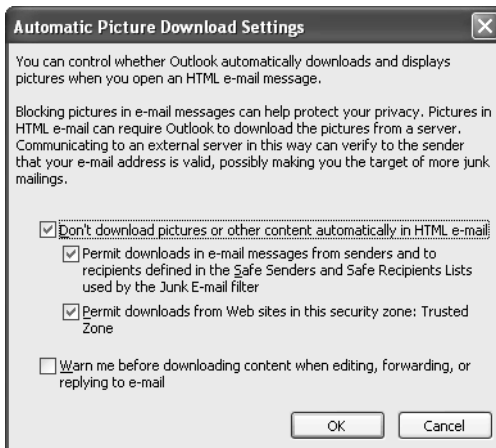 Automatic Picture Download Settings
You can control whether Outlook automatically downloads and displays
pictures when you open an HTML e-mail message.
Blocking pictures in e-mail messages can help protect your privacy. Pictures in
HTML e-mail can require Outlook to download the pictures from a server.
Communicating to an external server in this way can verify to the sender
that your e-mail address is valid, possibly making you the target of more junk
mailings.
Don't download pictures or other content automatically in HTML e-mail
Permit downloads in e-mail messages from senders and to
recipients defined in the Safe Senders and Safe Recipients Lists
used by the Junk E-mail filter
Permit downloads from Web sites in this security zone: Trusted
Zone
Warn me before downloading content when editing, forwarding, or
replying to e-mail
OK
Cancel